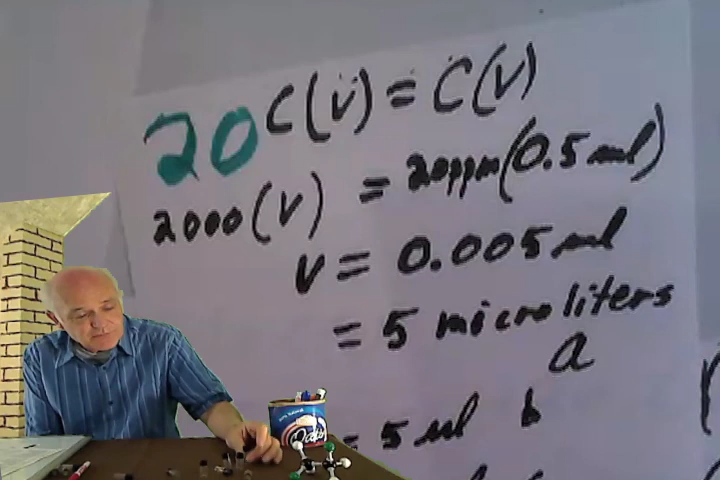 20 C(V) = C(V)
2000(V) = 20ppm(0.5 ml)
V = 0.005 ml
= 5 microliters
a
= 5 ml b